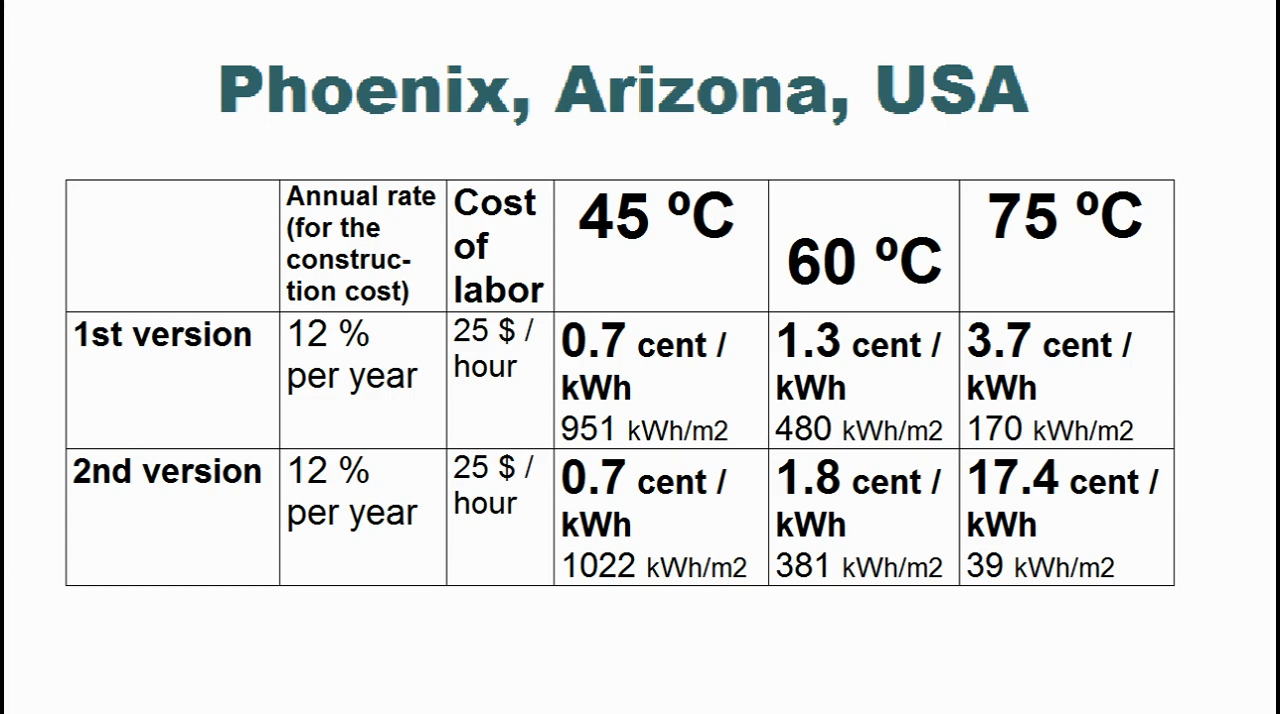 Phoenix, Arizona, USA
Annual rate
(for the
construc-
tion cost)
Cost
of
labor
45 ºC
60 ºC
75 ºC
1st version
12 %
per year
25 $ /
hour
0.7 cent /
kWh
951 kWh/m2
1.3 cent /
kWh
480 kWh/m2
3.7 cent /
kWh
170 kWh/m2
2nd version
12 %
per year
25 $ /
hour
0.7 cent /
kWh
1022 kWh/m2
1.8 cent /
kWh
381 kWh/m2
17.4 cent /
kWh
39 kWh/m2